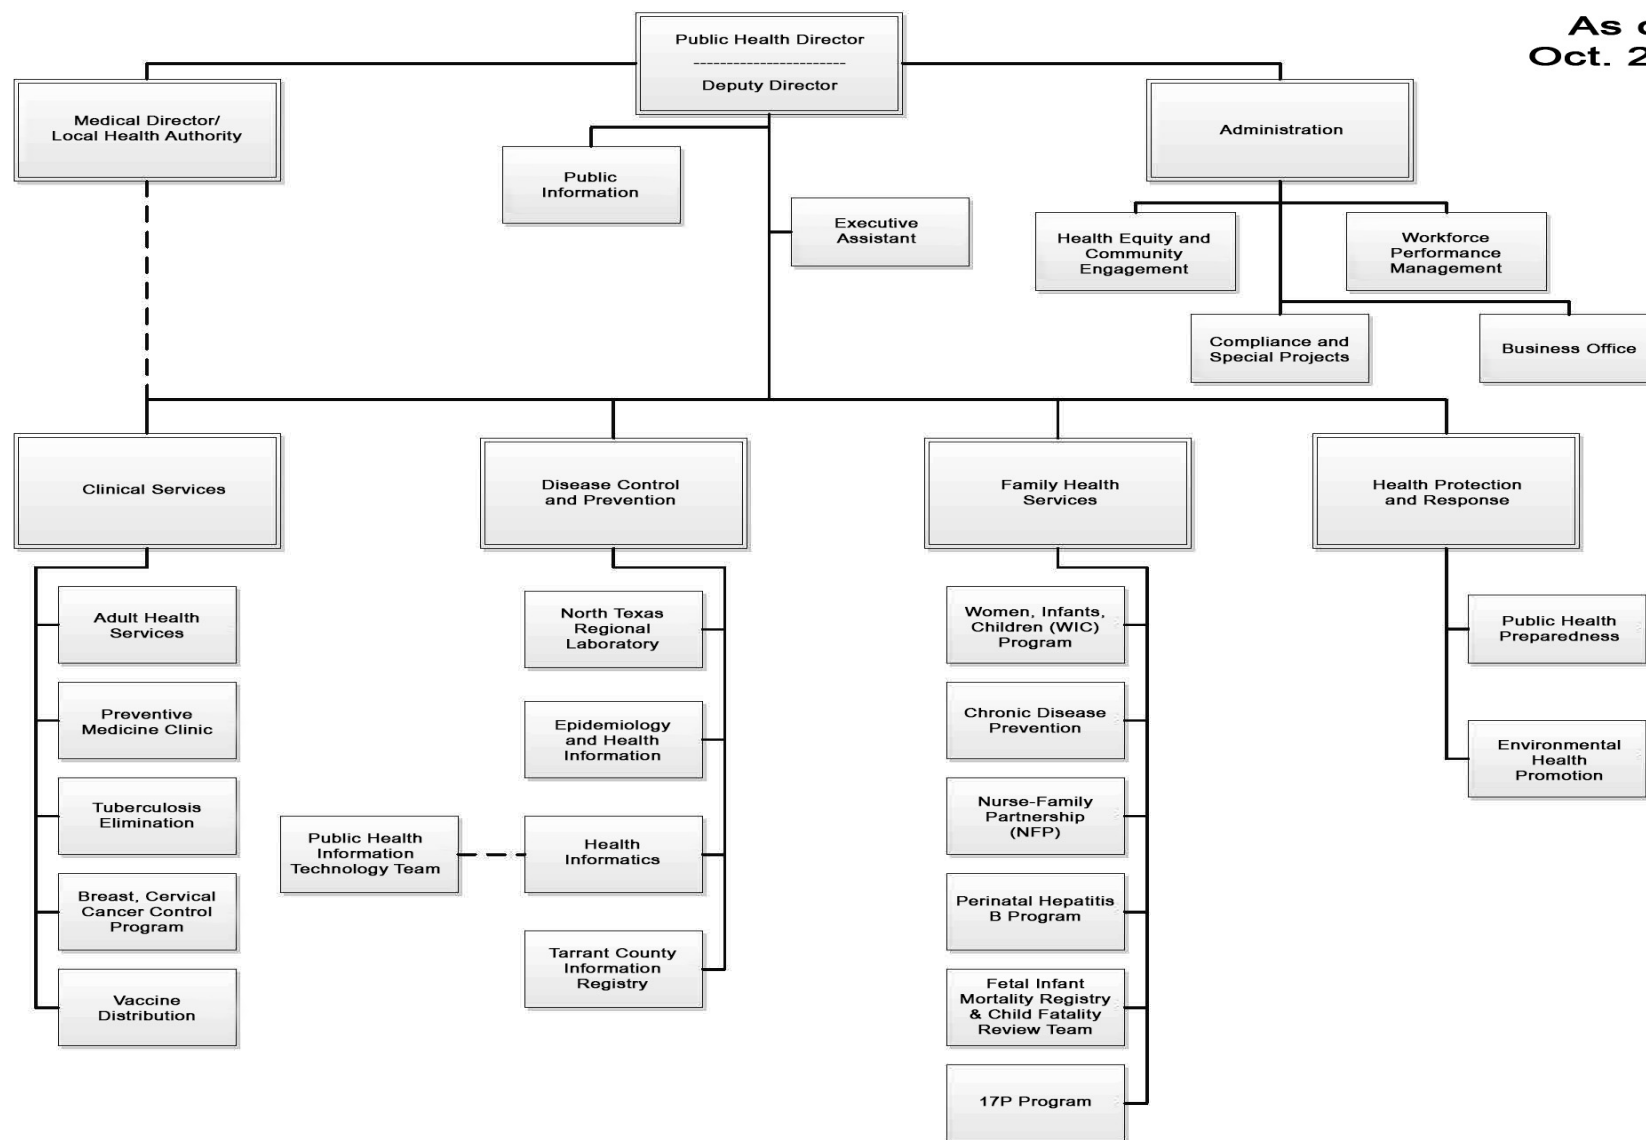 As o
Oct. 2
Public Health Director
-----------------------
Deputy Director
Medical Director/
Local Health Authority
Administration
Public
Information
Executive
Assistant
Health Equity and
Community
Engagement
Workforce
Performance
Management
Compliance and
Special Projects
Business Office
Clinical Services
Disease Control
and Prevention
Family Health
Services
Health Protection
and Response
Adult Health
Services
Preventive
Medicine Clinic
Tuberculosis
Elimination
Breast, Cervical
Cancer Control
Program
Vaccine
Distribution
North Texas
Regional
Laboratory
Epidemiology
and Health
Information
Public Health
Information
Technology Team
Health
Informatics
Tarrant County
Information
Registry
Women, Infants,
Children (WIC)
Program
Chronic Disease
Prevention
Nurse-Family
Partnership
(NFP)
Perinatal Hepatitis
B Program
Fetal Infant
Mortality Registry
& Child Fatality
Review Team
17P Program
Public Health
Preparedness
Environmental
Health
Promotion